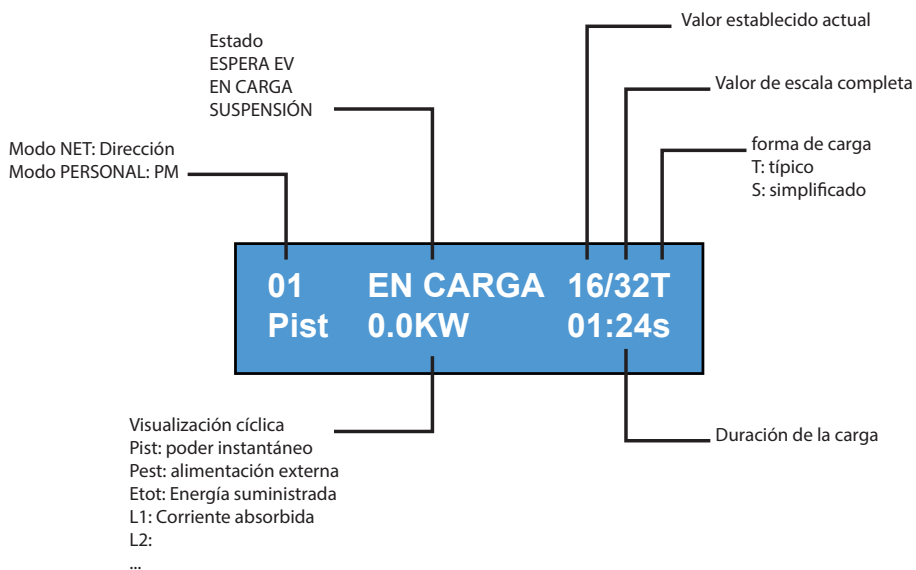 Valor establecido actual
Estado
ESPERA EV
EN CARGA
SUSPENSIÓN
Valor de escala completa
Modo NET: Dirección
Modo PERSONAL: PM
forma de carga
T: típico
S: simplificado
01 EN CARGA 16/32T
Pist 0.0KW 01:24s
Visualización cíclica
Pist: poder instantáneo
Pest: alimentación externa
Etot: Energía suministrada
L1: Corriente absorbida
L2:
...
Duración de la carga